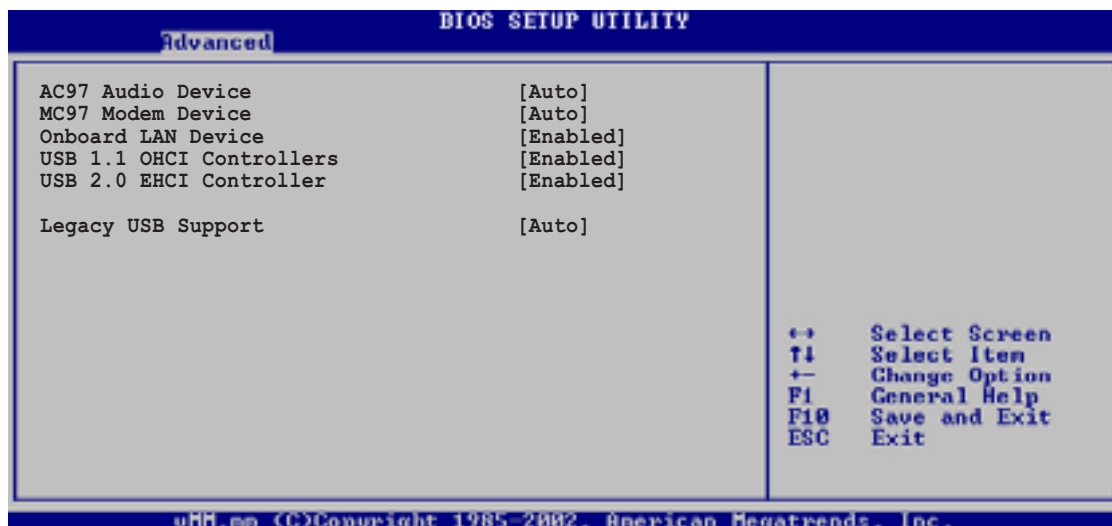 BIOS SETUP UTILITY
Advanced
AC97 Audio Device [Auto]
MC97 Modem Device [Auto]
Onboard LAN Device [Enabled]
USB 1.1 OHCI Controllers [Enabled]
USB 2.0 EHCI Controller [Enabled]
Legacy USB Support [Auto]
↔ Select Screen
↑↓ Select Item
+- Change Option
F1 General Help
F10 Save and Exit
ESC Exit
(C)Copyright 1985-2002, American Megatrends, Inc.